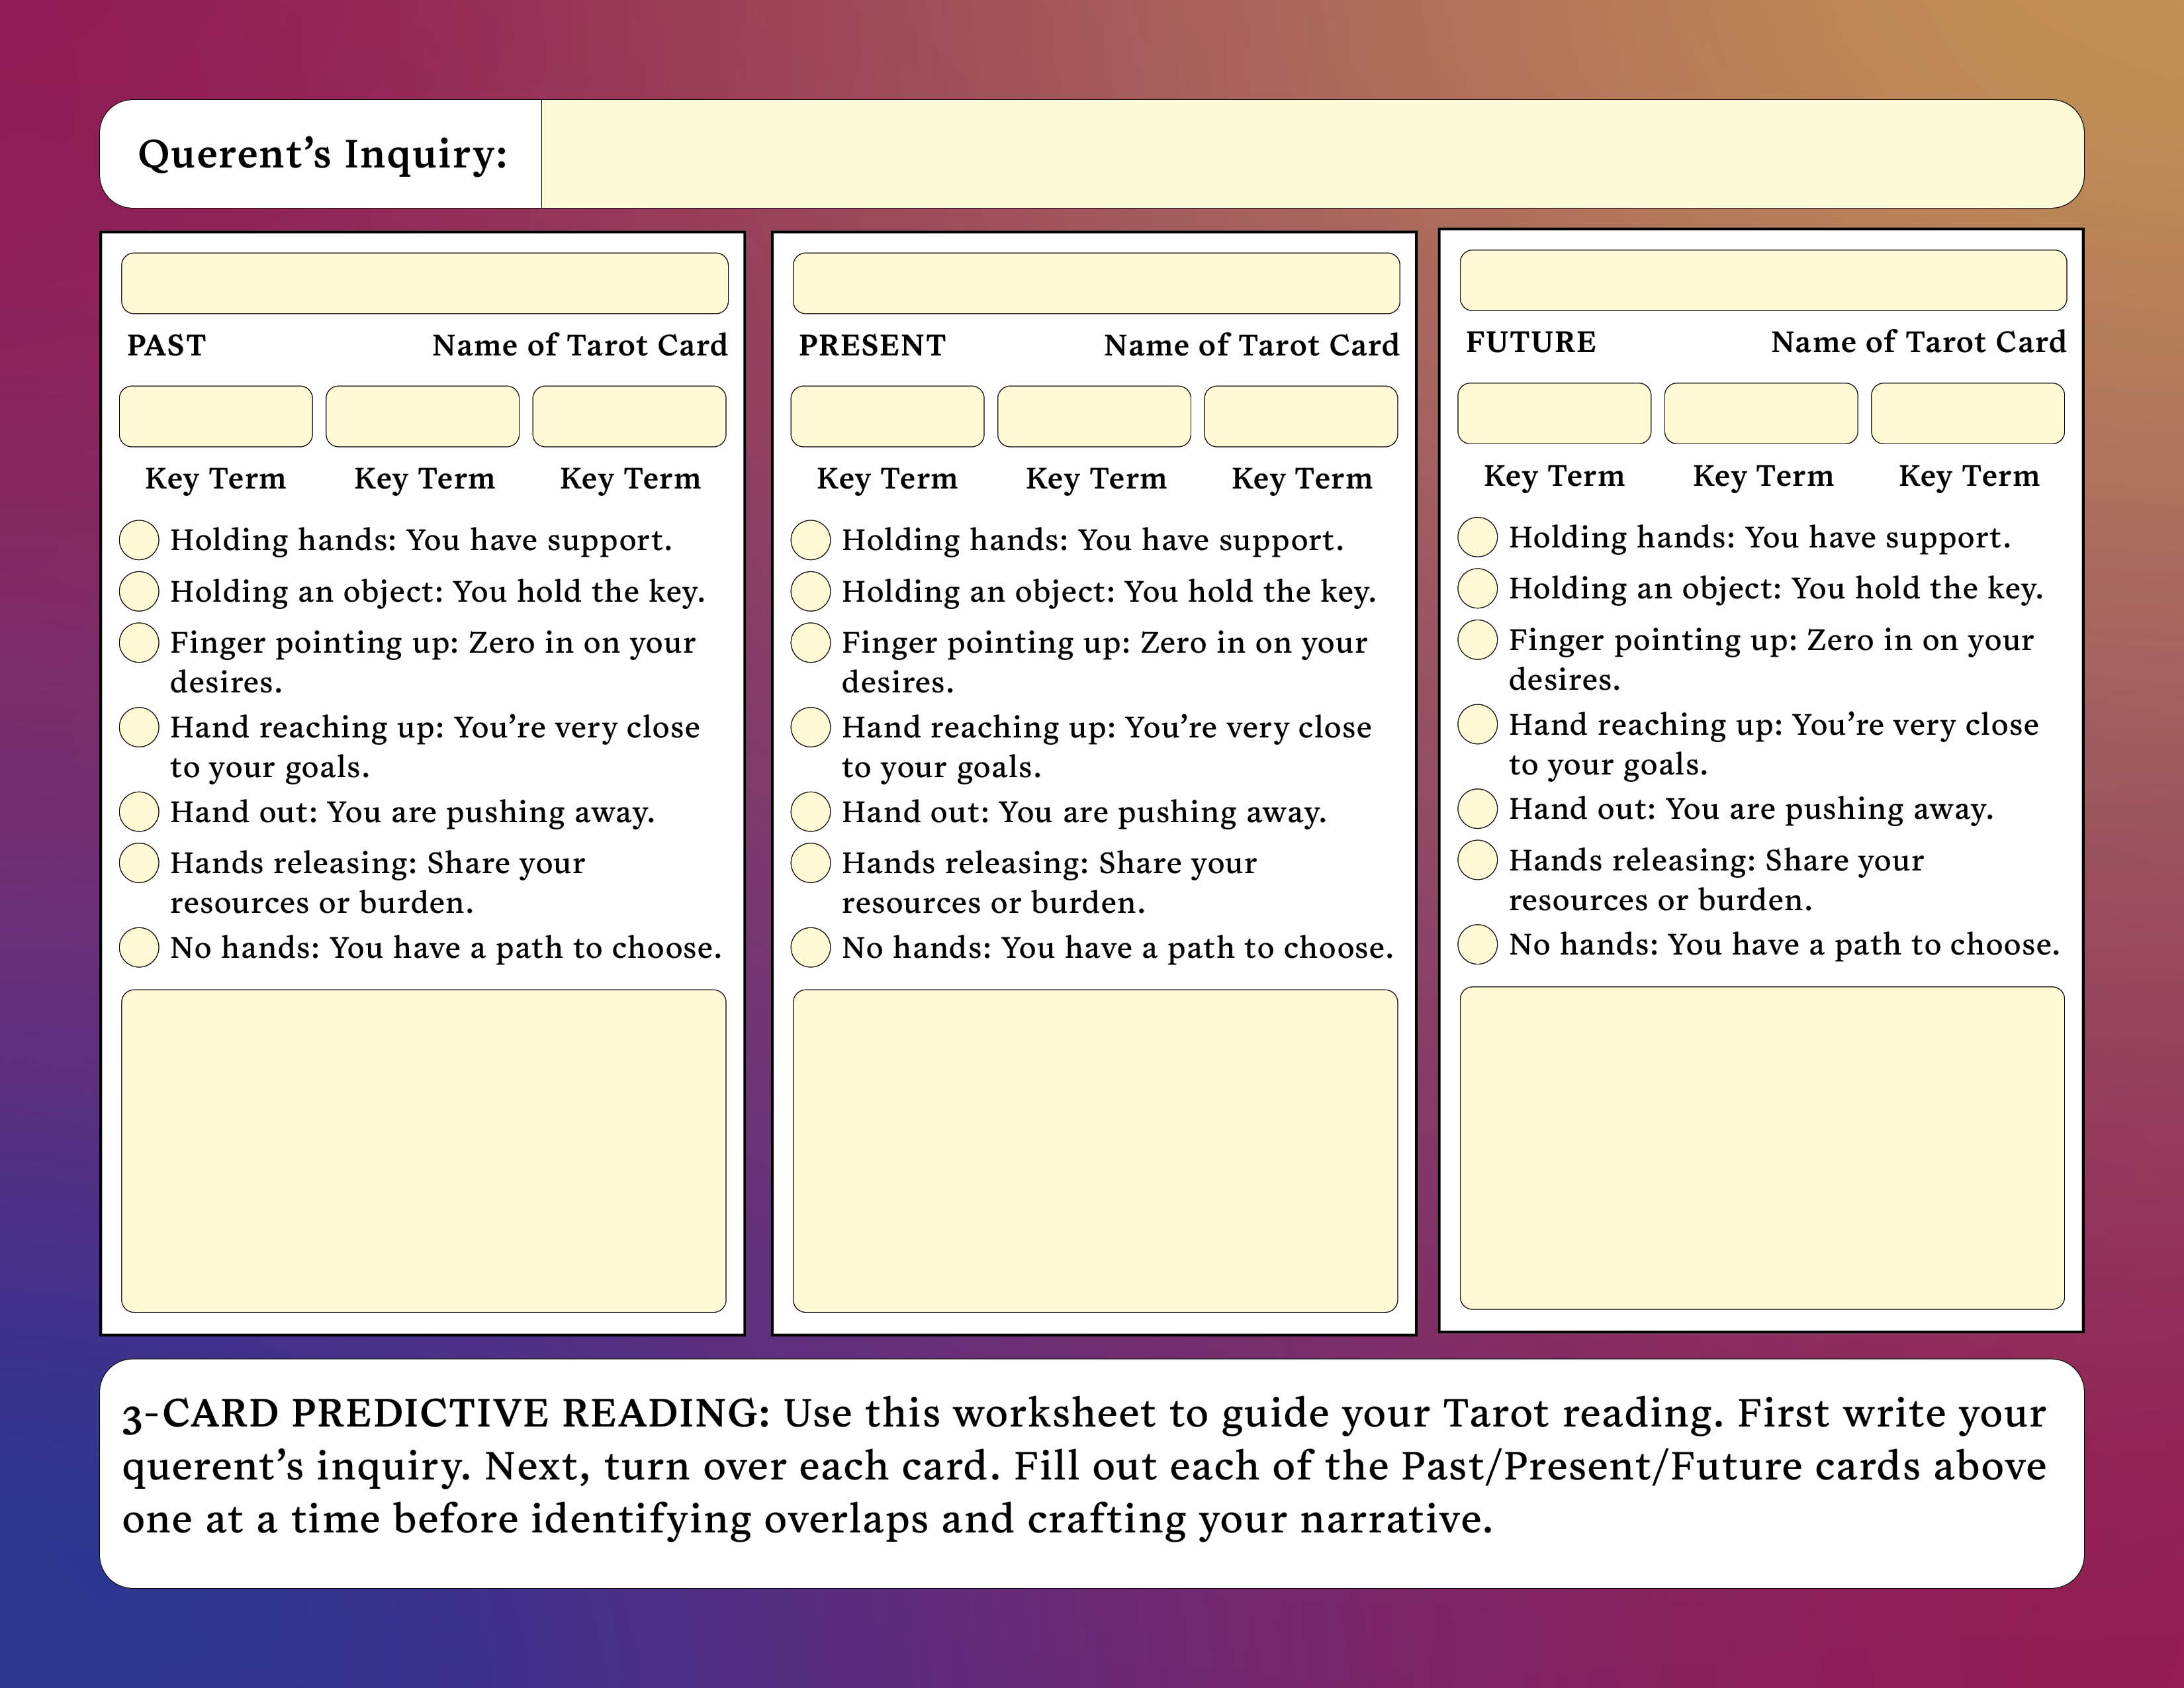 Querent’s Inquiry:
PAST Name of Tarot Card
Key Term Key Term Key Term
Holding hands: You have support.
Holding an object: You hold the key.
Finger pointing up: Zero in on your
desires.
Hand reaching up: You’re very close
to your goals.
Hand out: You are pushing away.
Hands releasing: Share your
resources or burden.
No hands: You have a path to choose.
PRESENT Name of Tarot Card
Key Term Key Term Key Term
Holding hands: You have support.
Holding an object: You hold the key.
Finger pointing up: Zero in on your
desires.
Hand reaching up: You’re very close
to your goals.
Hand out: You are pushing away.
Hands releasing: Share your
resources or burden.
No hands: You have a path to choose.
FUTURE Name of Tarot Card
Key Term Key Term Key Term
Holding hands: You have support.
Holding an object: You hold the key.
Finger pointing up: Zero in on your
desires.
Hand reaching up: You’re very close
to your goals.
Hand out: You are pushing away.
Hands releasing: Share your
resources or burden.
No hands: You have a path to choose.
3-CARD PREDICTIVE READING: Use this worksheet to guide your Tarot reading. First write your
querent’s inquiry. Next, turn over each card. Fill out each of the Past/Present/Future cards above
one at a time before identifying overlaps and crafting your narrative.